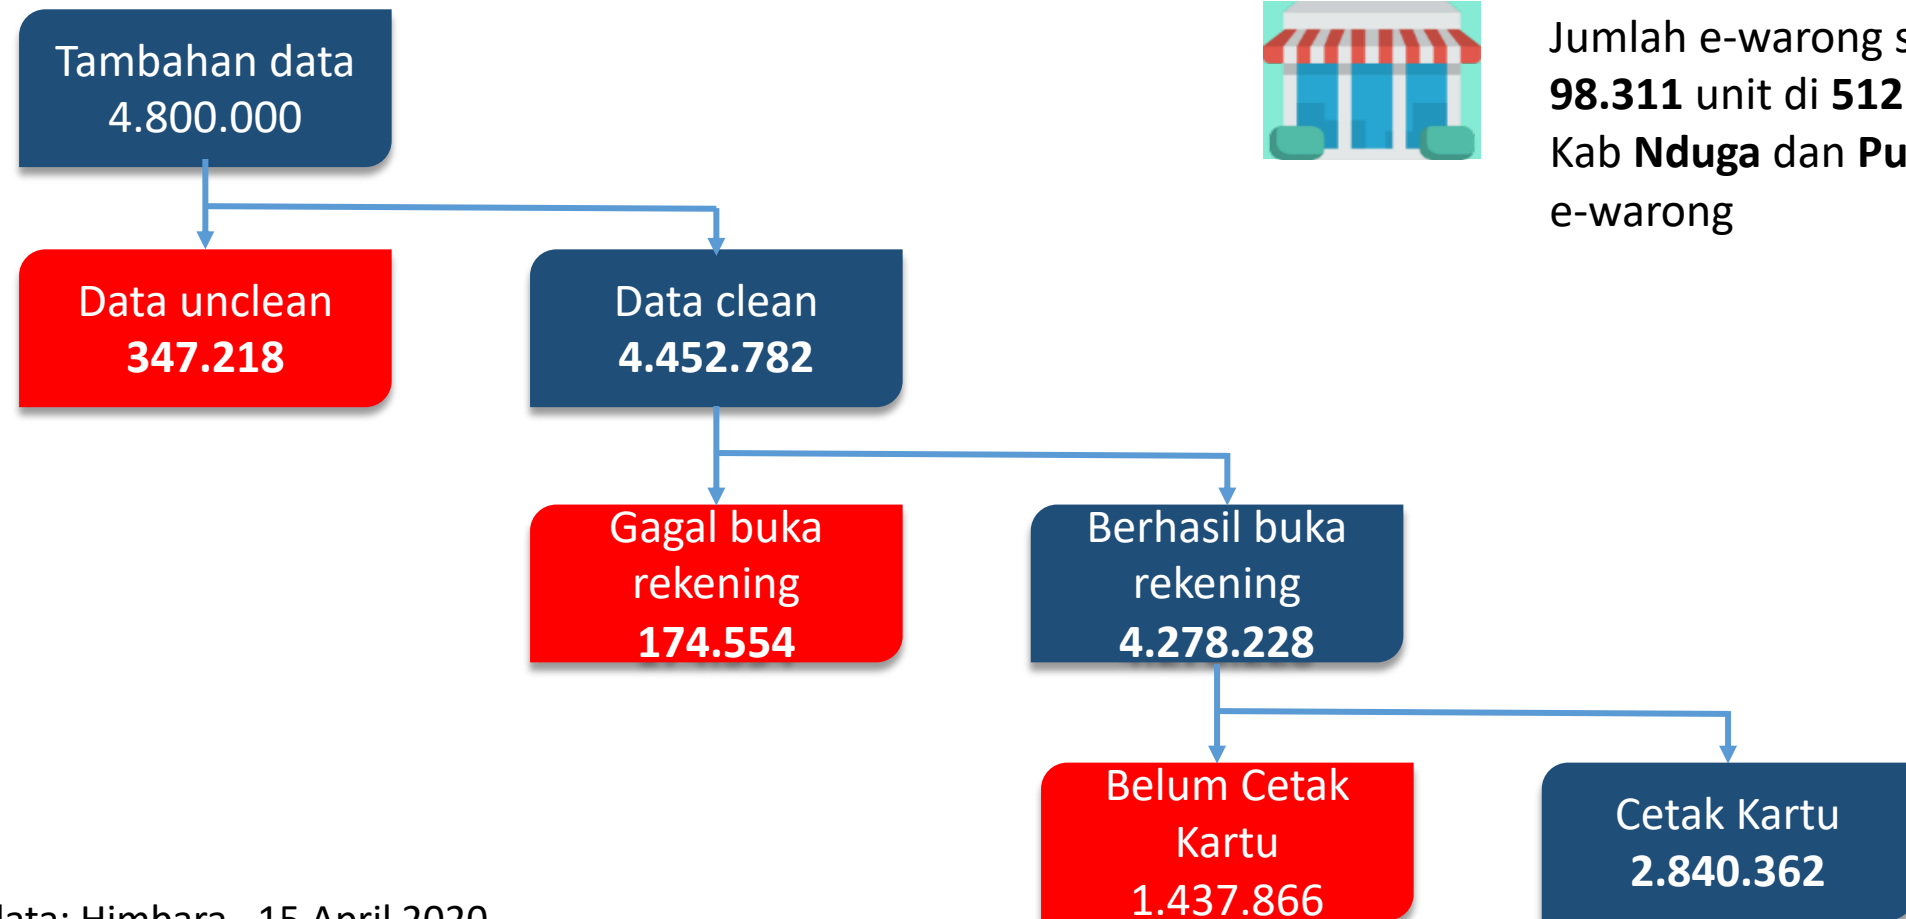 Tambahan data
4.800.000
Jumlah e-warong
98.311 unit di 512
Kab Nduga dan
e-warong
Data unclean
347.218
Data clean
4.452.782
Gagal buka
rekening
174.554
Berhasil buka
rekening
4.278.228
Belum Cetak
Kartu
1.437.866
Cetak Kartu
2.840.362
Himbara, 15 April 2020